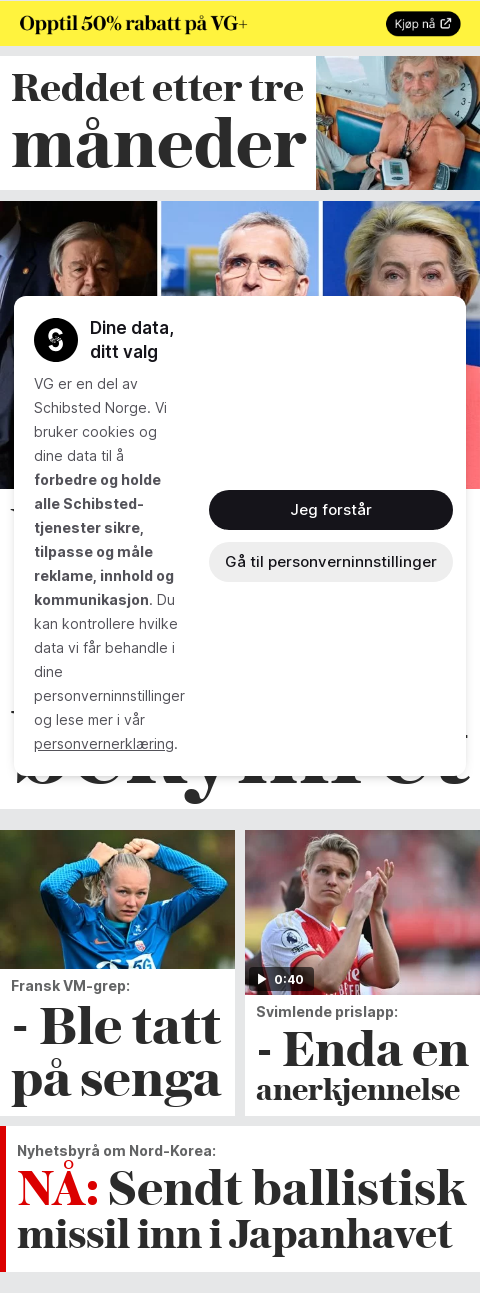 Opptil 50% rabatt på VG+
Kjøp nå
Reddet etter tre
måneder
Dine data,
ditt valg
VG er en del av
Schibsted Norge. Vi
bruker cookies og
dine data til å
forbedre og holde
alle Schibsted-
tjenester sikre,
tilpasse og måle
reklame, innhold og
kommunikasjon. Du
kan kontrollere hvilke
data vi får behandle i
dine
personverninnstillinger
og lese mer i vår
personvernerklæring.
Jeg forstår
Gå til personverninnstillinger
5G
0:40
Fransk VM-grep:
- Ble tatt
på senga
Svimlende prislapp:
- Enda en
anerkjennelse
Nyhetsbyrå om Nord-Korea:
NÅ: Sendt ballistisk
missil inn i Japanhavet